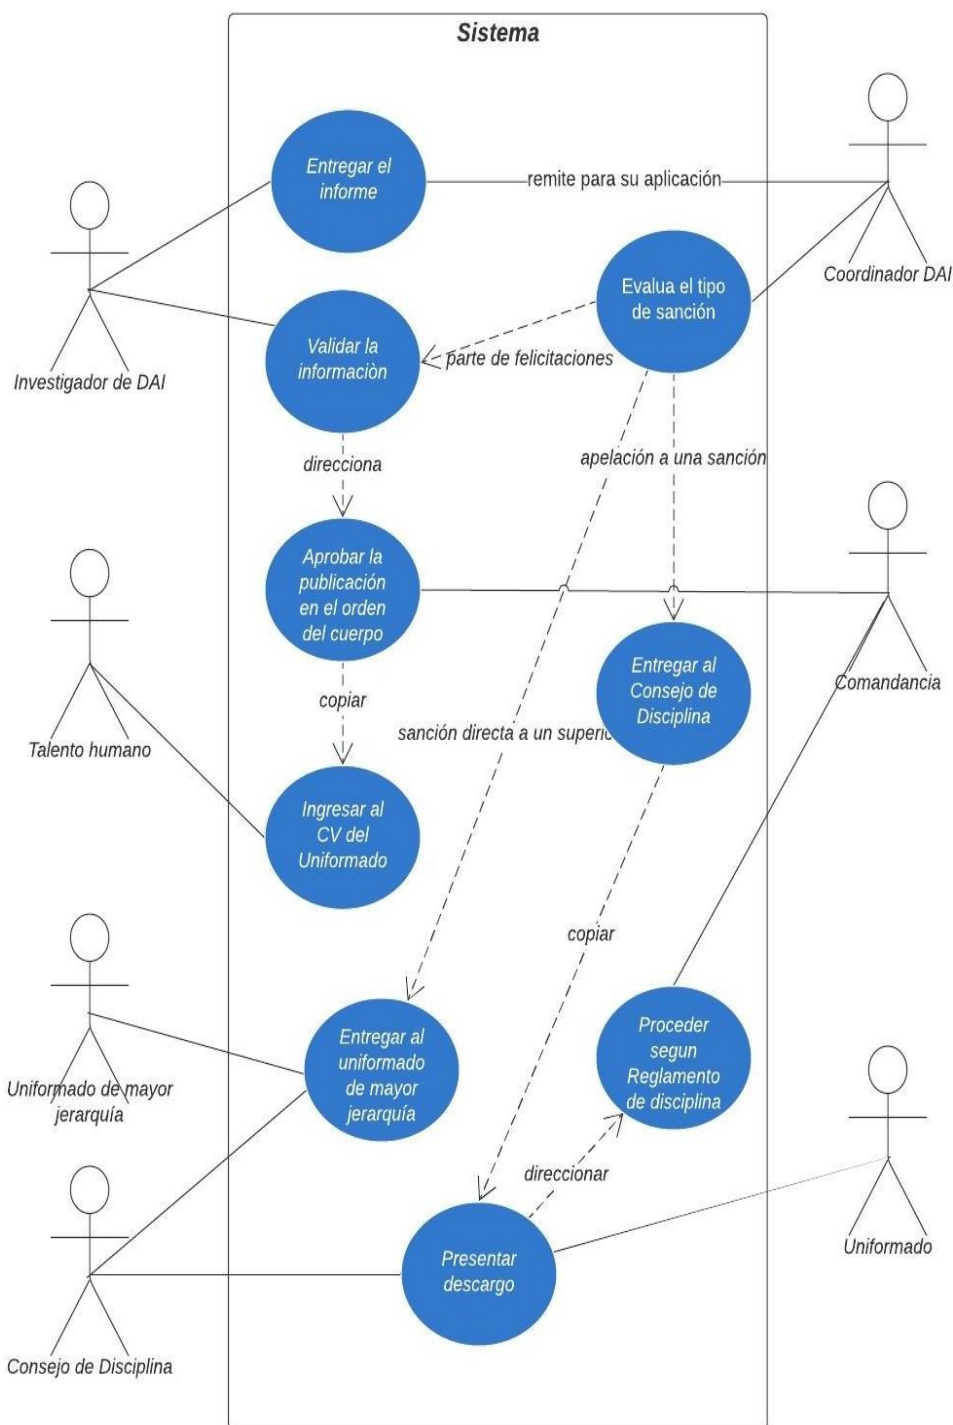 Sistema
Entregar el
informe
remite para su aplicación
Coordinador DAI
Evalua el tipo
de sanción
Investigador de DAI
Validar la
informaciòn
parte de felicitaciones
direcciona
apelación a una sanción
Aprobar la
publicación
en el orden
del cuerpo
Comandancia
Entregar al
Consejo de
Disciplina
copiar
Talento humano
sanción directa a un superio
Ingresar al
CV del
Uniformado
copiar
Uniformado de mayor
jerarquía
Entregar al
uniformado
de mayor
jerarquía
Proceder
segun
Reglamento
de disciplina
direccionar
Uniformado
Presentar
descargo
Consejo de Disciplina